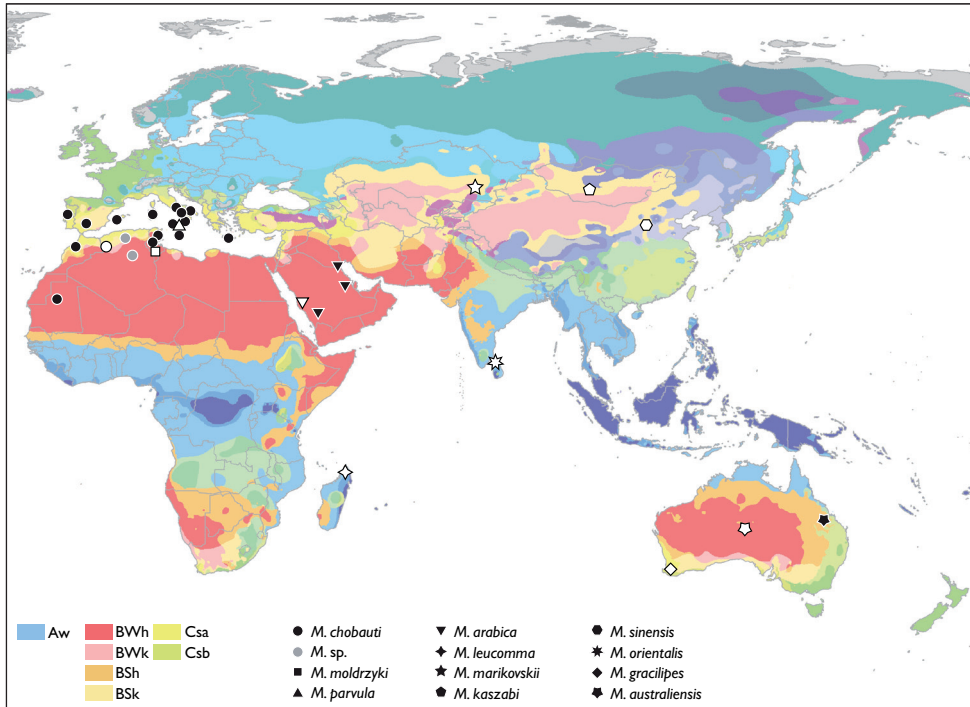 Aw
BWh
BWk
BSh
BSk
Csa
Csb
M. chobauti
M. sp.
M. moldrzyki
M. parvula
M. arabica
M. leucomma
M. marikovskii
M. kaszabi
M. sinensis
M. orientalis
M. gracilipes
M. australiensis